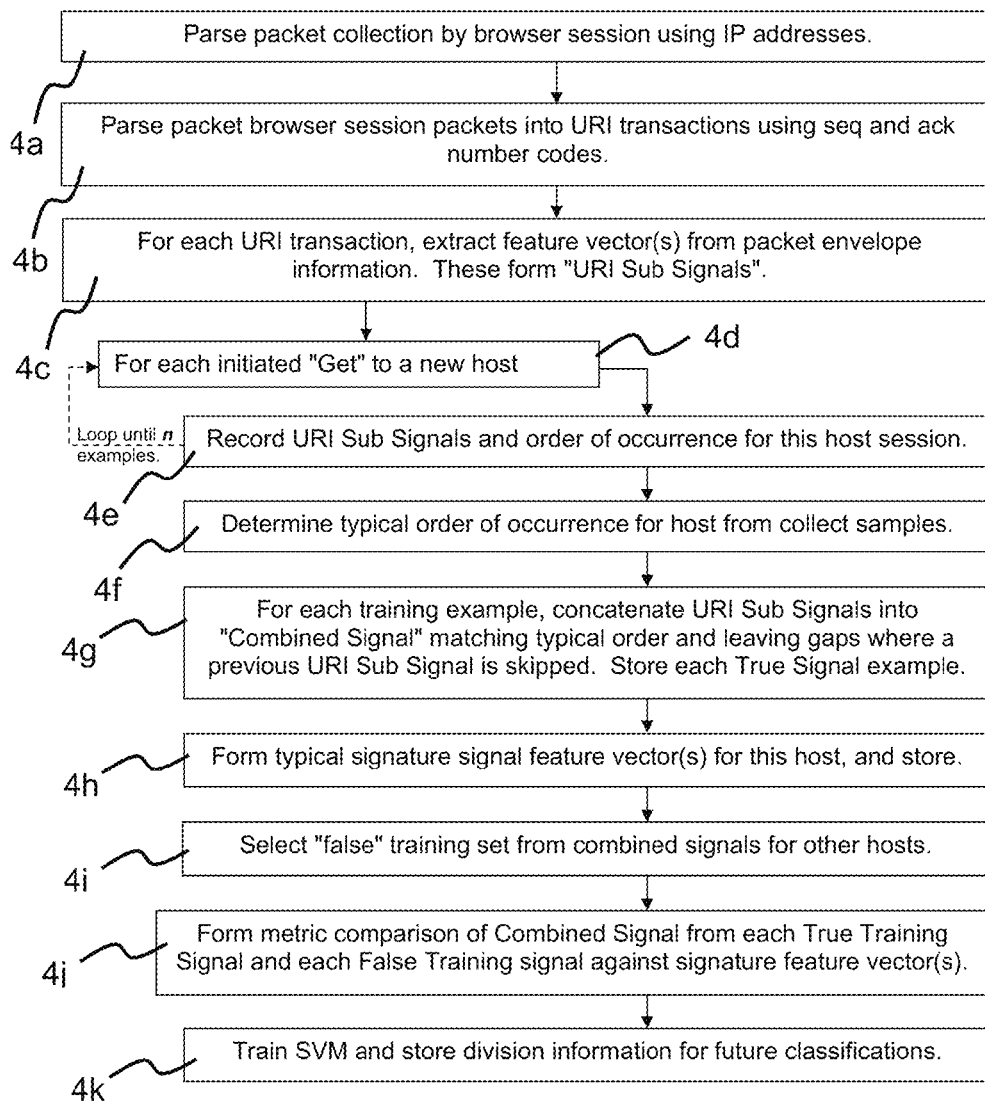 Parse packet collection by browser session using IP addresses.
4a
Parse packet browser session packets into URI transactions using seq and ack
number codes.
4b
For each URI transaction, extract feature vector(s) from packet envelope
information. These form "URI Sub Signals".
4c
For each initiated "Get" to a new host
4d
Loop until n
examples.
Record URI Sub Signals and order of occurrence for this host session.
4e
Determine typical order of occurrence for host from collect samples.
4f
For each training example, concatenate URI Sub Signals into
"Combined Signal" matching typical order and leaving gaps where a
previous URI Sub Signal is skipped. Store each True Signal example.
4g
Form typical signature signal feature vector(s) for this host, and store.
4h
Select "false" training set from combined signals for other hosts.
4i
Form metric comparison of Combined Signal from each True Training
Signal and each False Training signal against signature feature vector(s).
4j
Train SVM and store division information for future classifications.
4k